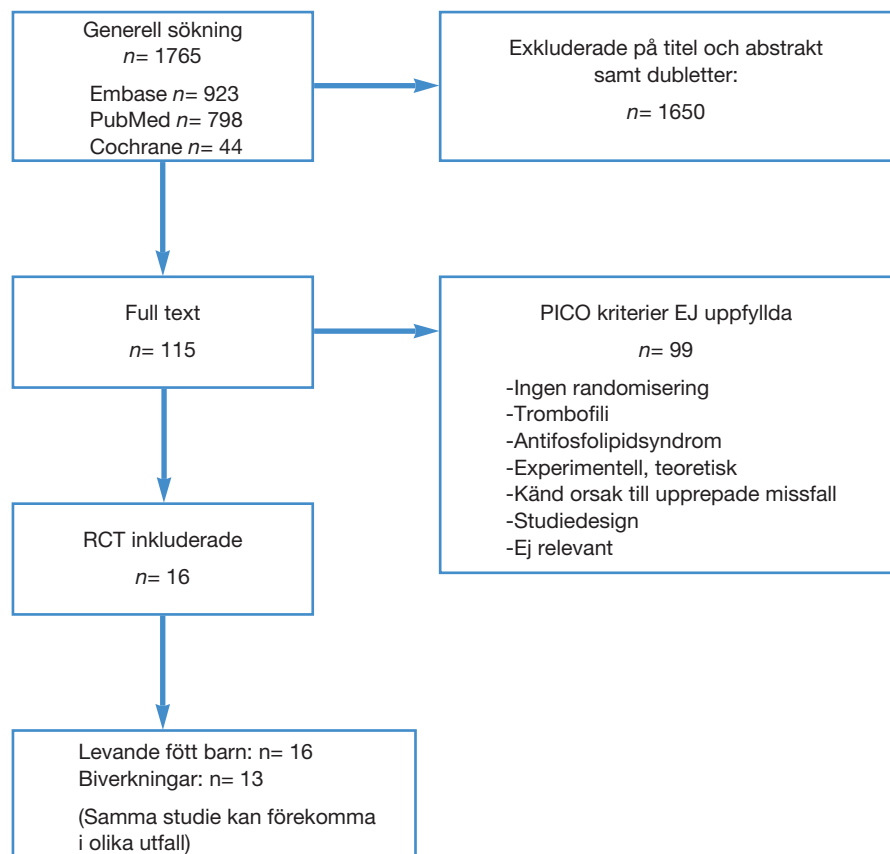 Generell sökning
n= 1765
Embase n= 923
PubMed n= 798
Cochrane n= 44
Exkluderade på titel och abstrakt
samt dubletter:
n= 1650
Full text
n= 115
PICO kriterier EJ uppfyllda
n= 99
-Ingen randomisering
-Trombofili
-Antifosfolipidsyndrom
-Experimentell, teoretisk
-Känd orsak till upprepade missfall
-Studiedesign
-Ej relevant
RCT inkluderade
n= 16
Levande fött barn: n= 16
Biverkningar: n= 13
(Samma studie kan förekomma
i olika utfall)